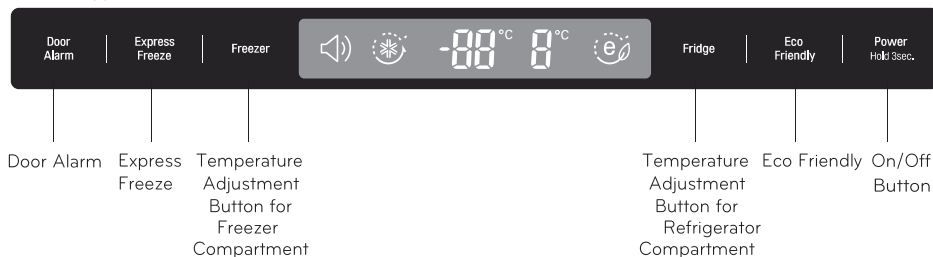 Door Alarm
Express Freeze
Freezer
-88°C 8°C
e
Fridge
Eco Friendly
Power
Hold 3sec.
Door Alarm
Express
Freeze
Temperature
Adjustment
Button for
Freezer
Compartment
Temperature
Adjustment
Button for
Refrigerator
Compartment
Eco Friendly
On/Off
Button